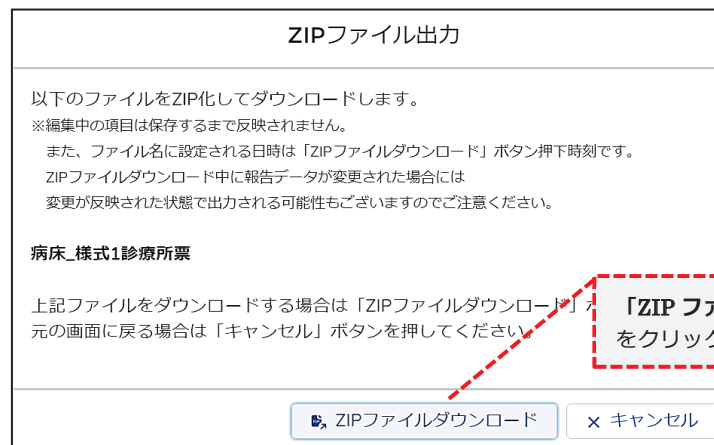 ZIPファイル出力
以下のファイルをZIP化してダウンロードします。
※編集中の項目は保存するまで反映されません。
また、ファイル名に設定される日時は「ZIPファイルダウンロード」ボタン押下時刻です。
ZIPファイルダウンロード中に報告データが変更された場合には
変更が反映された状態で出力される可能性もございますのでご注意ください。
病床_様式1診療所票
上記ファイルをダウンロードする場合は「ZIPファイルダウンロード」
元の画面に戻る場合は「キャンセル」ボタンを押してください。
「ZIP ファ
をクリック
ZIPファイルダウンロード
× キャンセル